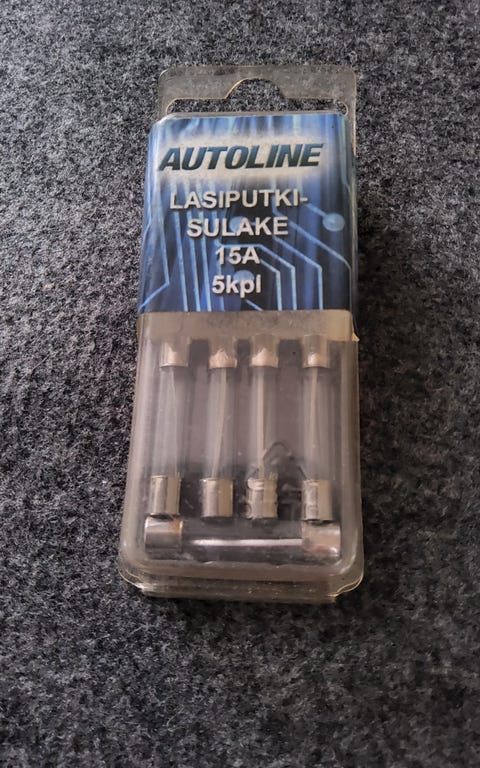 AUTOLINE
LASIPUTKI-
SULAKE
15A
5kpl